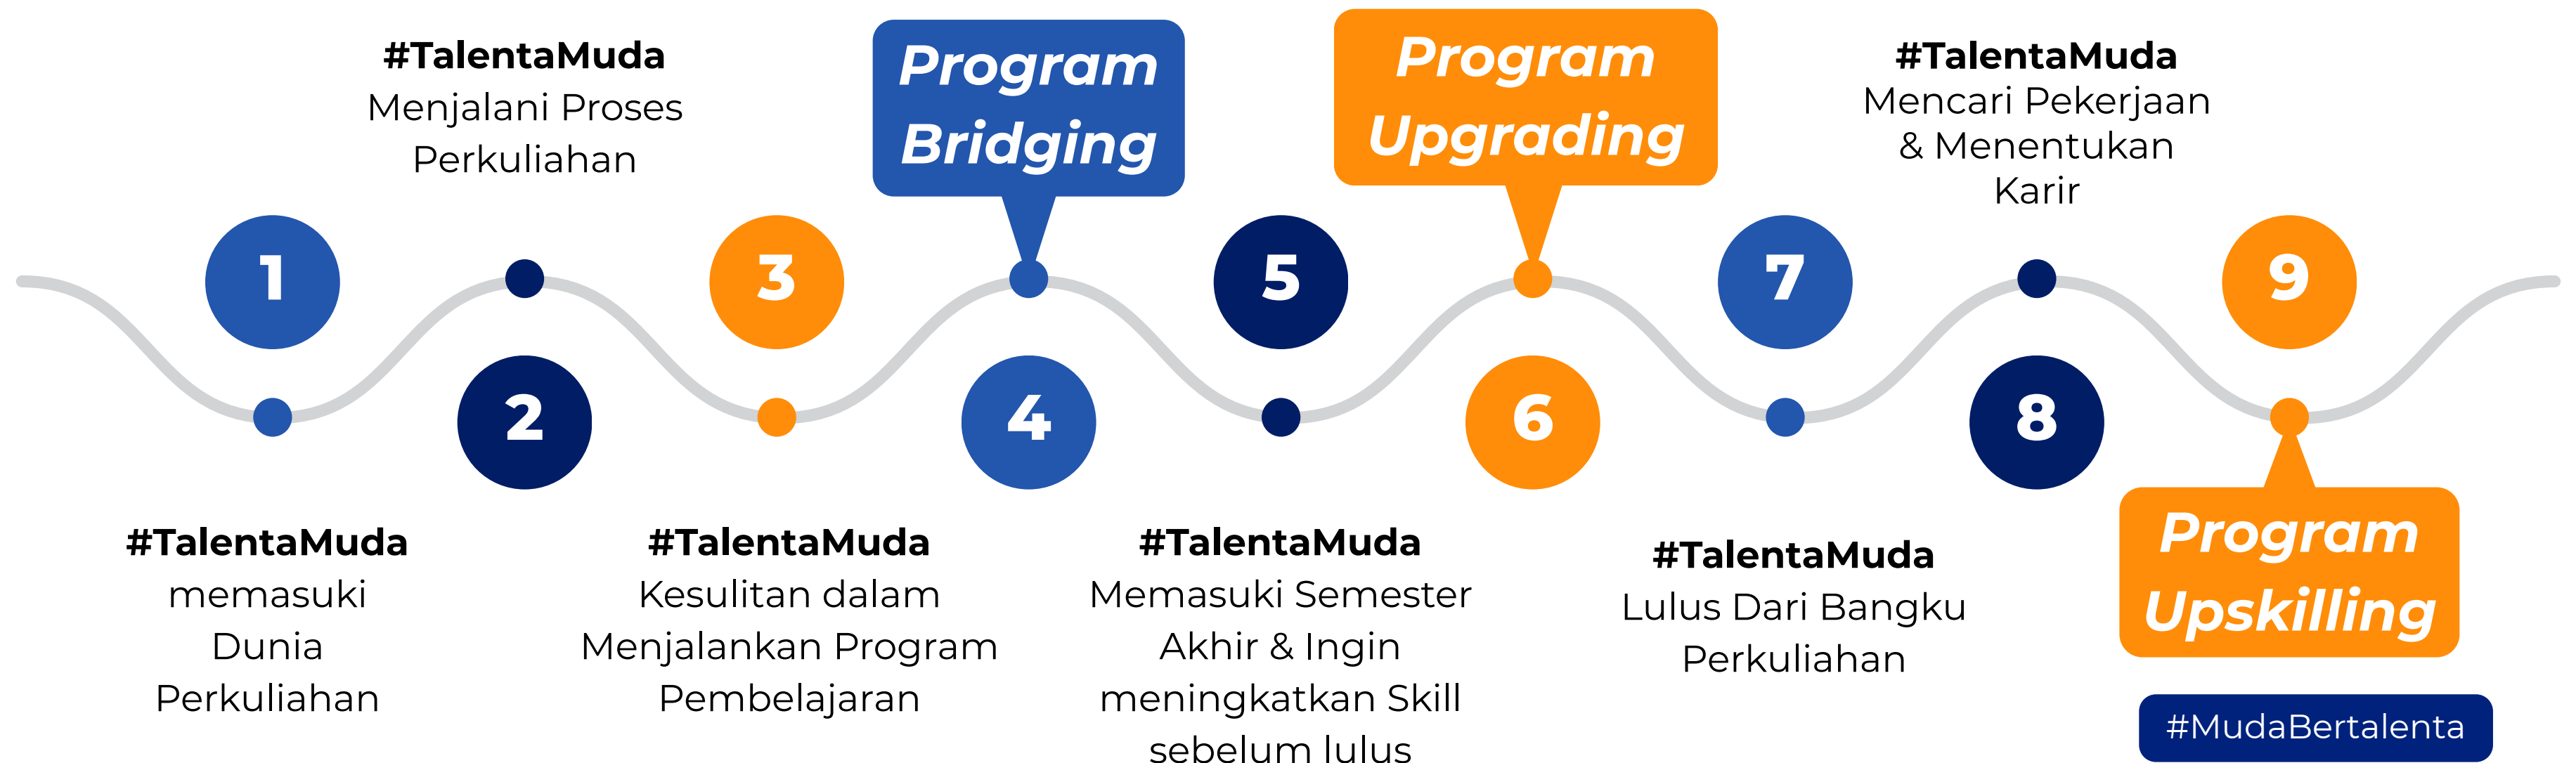 1
#TalentaMuda
memasuki
Dunia
Perkuliahan
2
#TalentaMuda
Menjalani Proses
Perkuliahan
3
#TalentaMuda
Kesulitan dalam
Menjalankan Program
Pembelajaran
4
Program
Bridging
5
#TalentaMuda
Memasuki Semester
Akhir & Ingin
meningkatkan Skill
sebelum lulus
6
Program
Upgrading
7
#TalentaMuda
Lulus Dari Bangku
Perkuliahan
8
#TalentaMuda
Mencari Pekerjaan
& Menentukan
Karir
9
Program
Upskilling
#MudaBertalenta